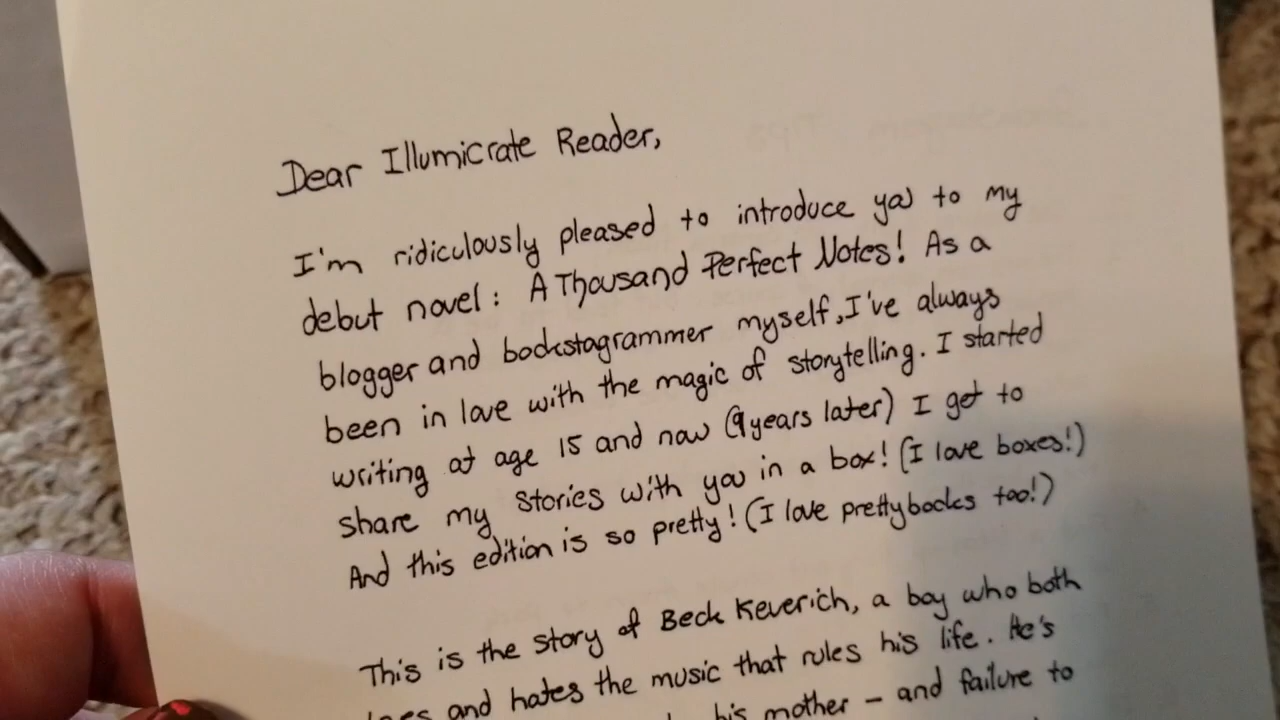 Dear Illumicrate Reader,
I'm ridiculously pleased to introduce you to my
debut novel: A Thousand Perfect Notes! As a
blogger and bookstagrammer myself, I've always
been in love with the magic of storytelling. I started
writing at age 15 and now (9 years later) I get to
share my stories with you in a box! (I love boxes!)
And this edition is so pretty! (I love pretty books too!)
This is the story of Beck Keverich, a boy who both
and hates the music that rules his life. He's
his mother – and failure to